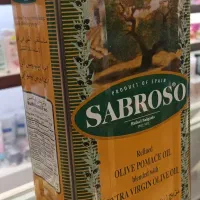 PRODUCT OF SPAIN
SABROSO
Refined
OLIVE POMACE OIL
blended with
EXTRA VIRGIN OLIVE OIL